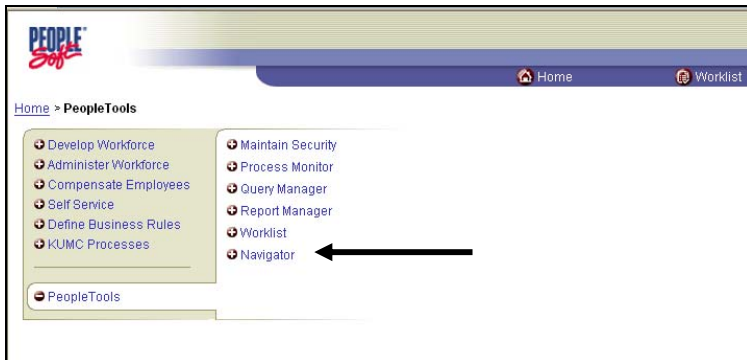 PEOPLE
Soft
Home
Worklist
Home > PeopleTools
Develop Workforce
Administer Workforce
Compensate Employees
Self Service
Define Business Rules
KUMC Processes
PeopleTools
Maintain Security
Process Monitor
Query Manager
Report Manager
Worklist
Navigator